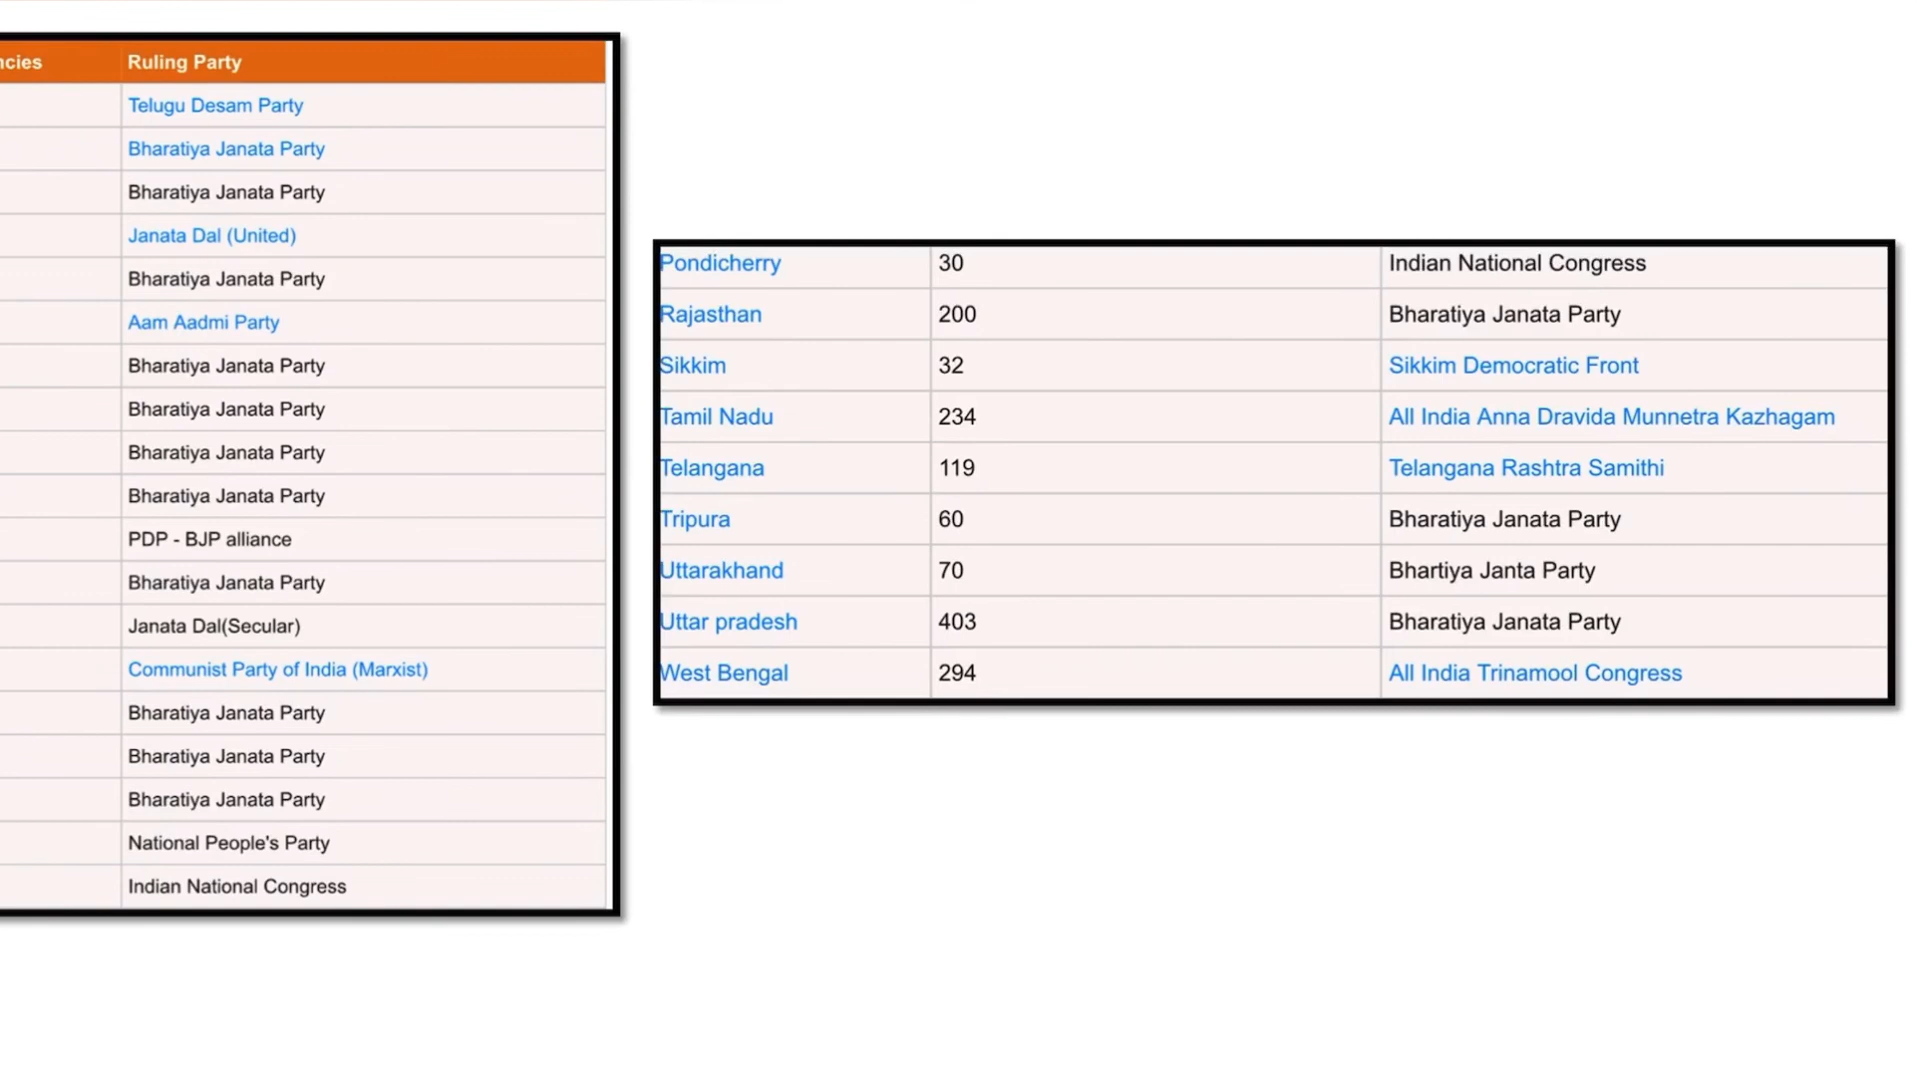 ncies Ruling Party
Telugu Desam Party
Bharatiya Janata Party
Bharatiya Janata Party
Janata Dal (United)
Bharatiya Janata Party
Aam Aadmi Party
Bharatiya Janata Party
Bharatiya Janata Party
Bharatiya Janata Party
Bharatiya Janata Party
PDP - BJP alliance
Bharatiya Janata Party
Janata Dal(Secular)
Communist Party of India (Marxist)
Bharatiya Janata Party
Bharatiya Janata Party
Bharatiya Janata Party
National People's Party
Indian National Congress
Pondicherry 30 Indian National Congress
Rajasthan 200 Bharatiya Janata Party
Sikkim 32 Sikkim Democratic Front
Tamil Nadu 234 All India Anna Dravida Munnetra Kazhagam
Telangana 119 Telangana Rashtra Samithi
Tripura 60 Bharatiya Janata Party
Uttarakhand 70 Bhartiya Janta Party
Uttar pradesh 403 Bharatiya Janata Party
West Bengal 294 All India Trinamool Congress